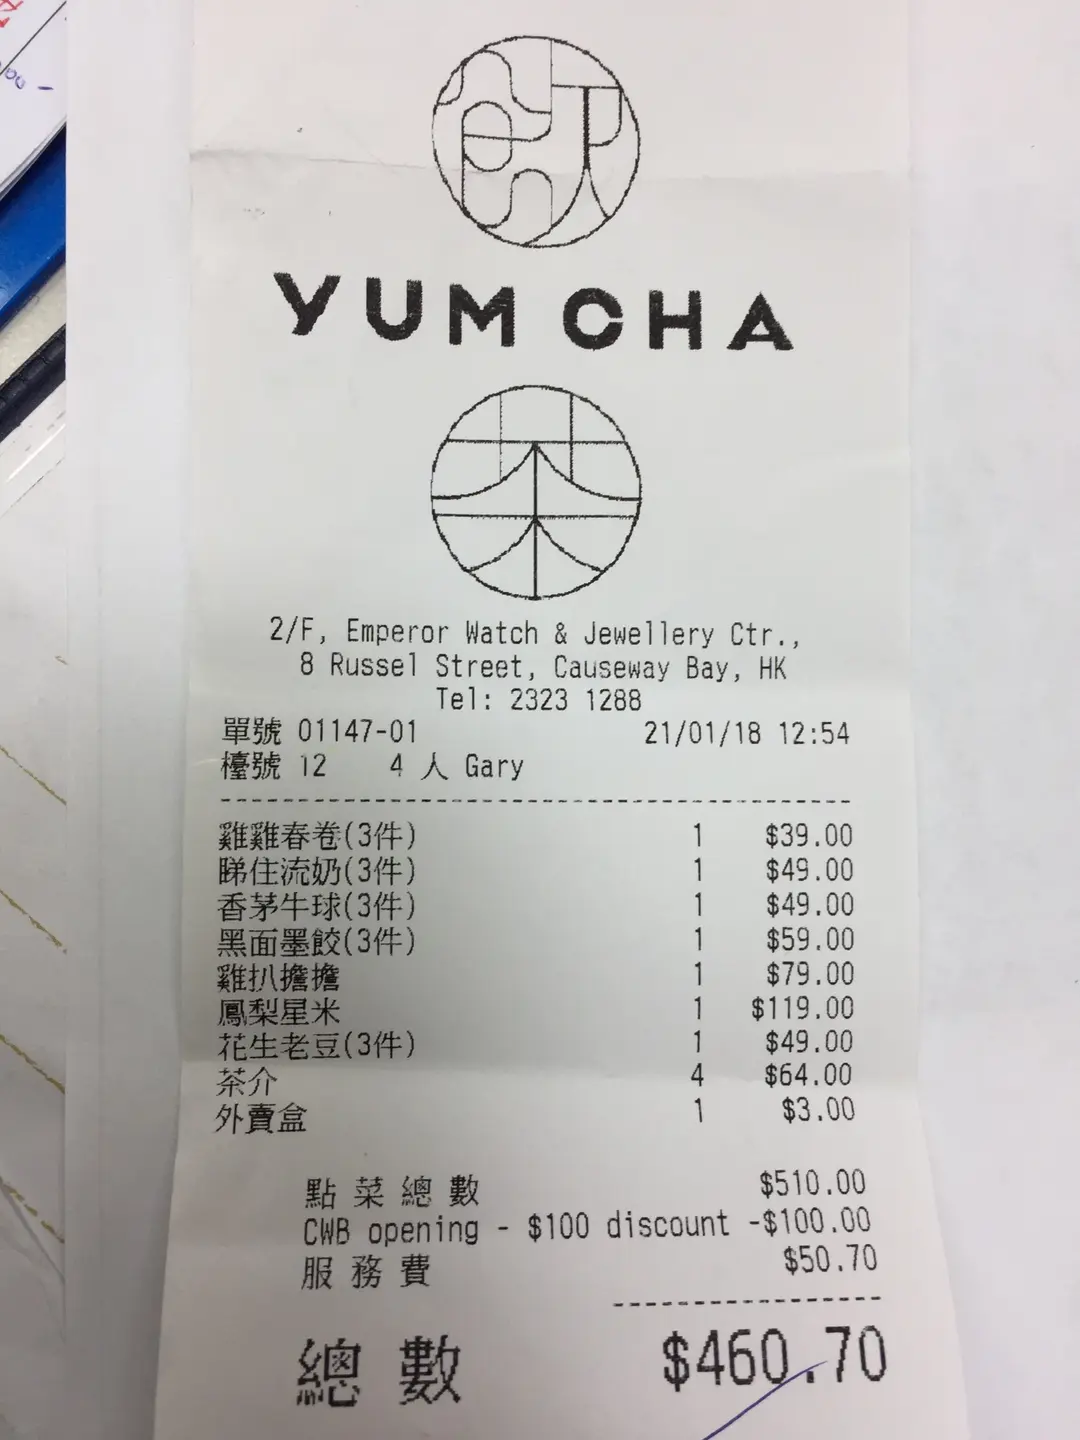 飲
YUM CHA
茶
2/F, Emperor Watch & Jewellery Ctr.,
8 Russel Street, Causeway Bay, HK
Tel: 2323 1288
單號 01147-01 21/01/18 12:54
檯號 12 4 人 Gary
雞雞春卷(3件) 1 $39.00
睇住流奶(3件) 1 $49.00
香茅牛球(3件) 1 $49.00
黑面墨餃(3件) 1 $59.00
雞扒擔擔 1 $79.00
鳳梨星米 1 $119.00
花生老豆(3件) 1 $49.00
茶介 4 $64.00
外賣盒 1 $3.00
點菜總數 $510.00
CWB opening - $100 discount -$100.00
服務費 $50.70
總數 $460.70